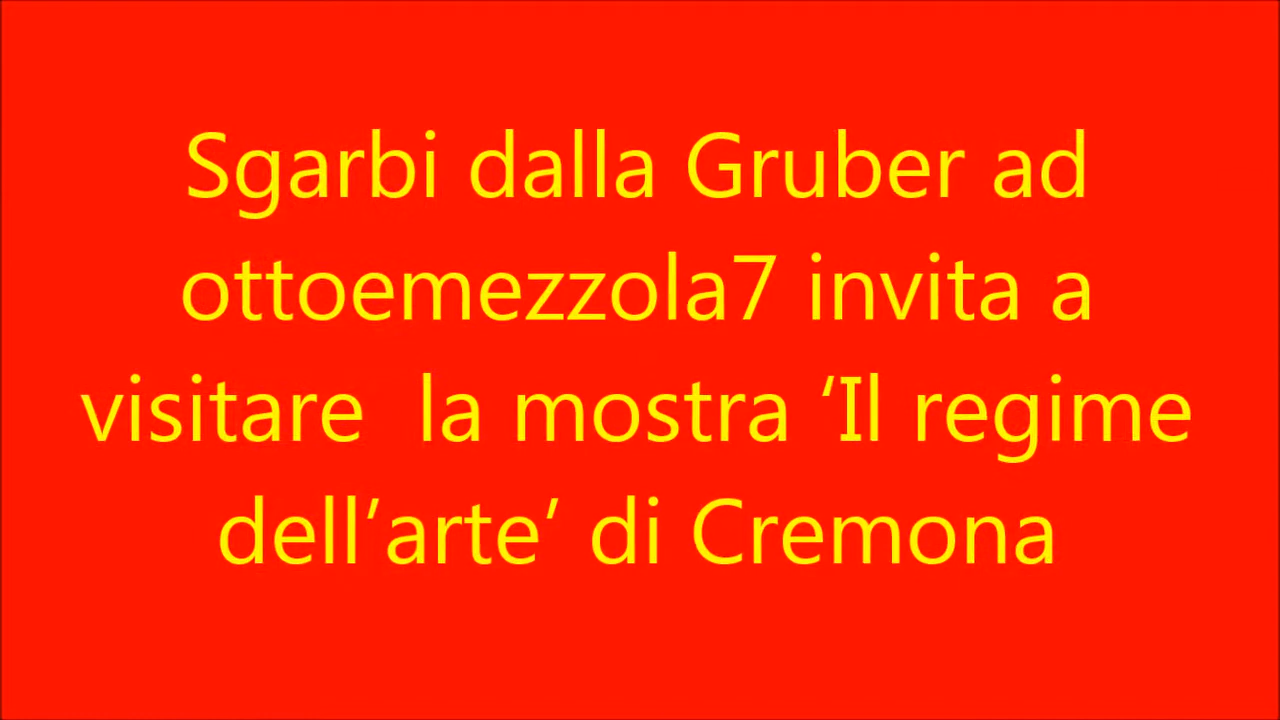 Sgarbi dalla Gruber ad
ottoemezzola7 invita a
visitare  la mostra ‘Il regime
dell’arte’ di Cremona